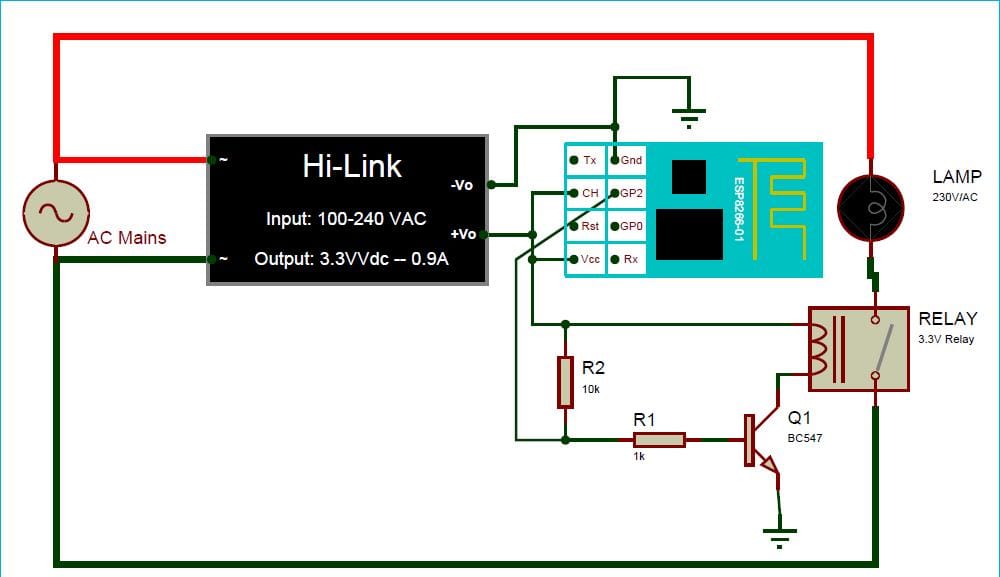 Hi-Link
Input: 100-240 VAC
Output: 3.3VVdc -- 0.9A
~
~
-Vo
+Vo
AC Mains
Tx
Gnd
CH
GP2
Rst
GP0
Vcc
Rx
ESP8266-01
LAMP
230V/AC
RELAY
3.3V Relay
R2
10k
R1
1k
Q1
BC547